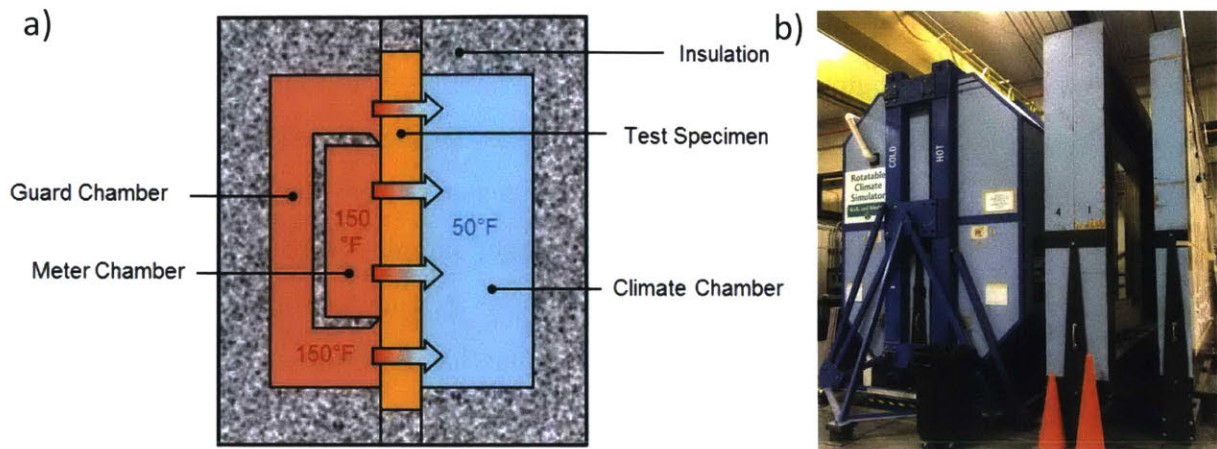 a)
Insulation
Test Specimen
Guard Chamber
150
°F
50°F
Meter Chamber
Climate Chamber
150°F
b)
COLD
HOT
Rotatable
Climate
Simulator
4
1